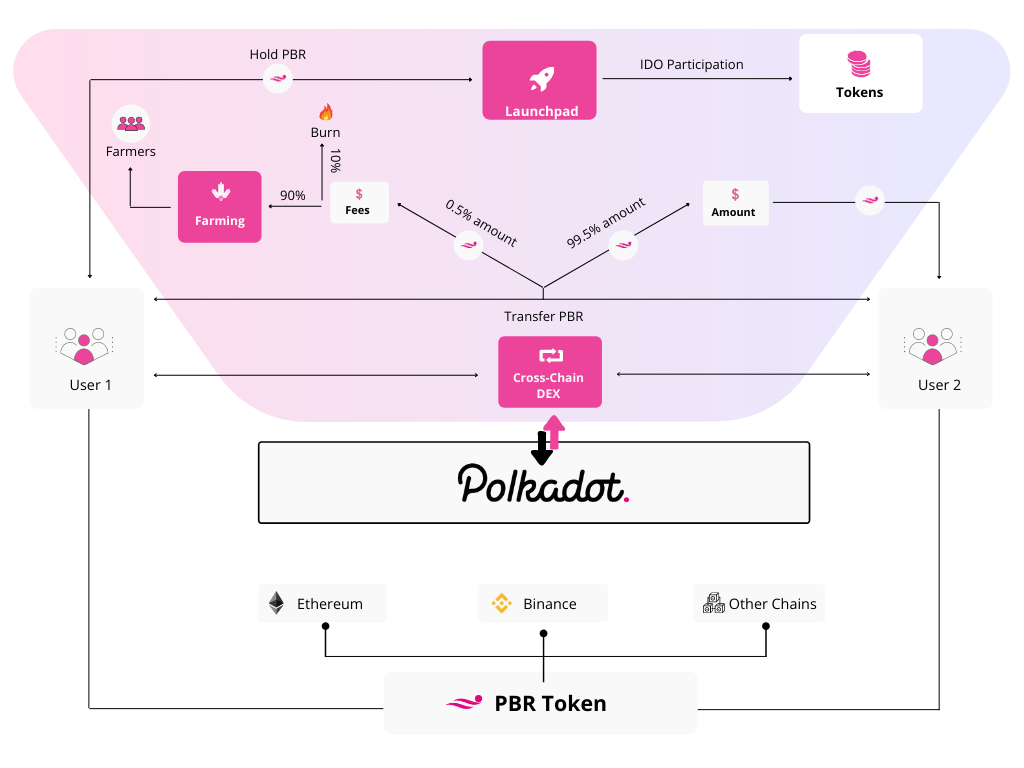 Hold PBR
Launchpad
IDO Participation
Tokens
Burn
Farmers
10%
Farming
90%
$
Fees
0.5% amount
99.5% amount
$
Amount
Transfer PBR
User 1
Cross-Chain
DEX
User 2
Polkadot.
Ethereum
Binance
Other Chains
PBR Token